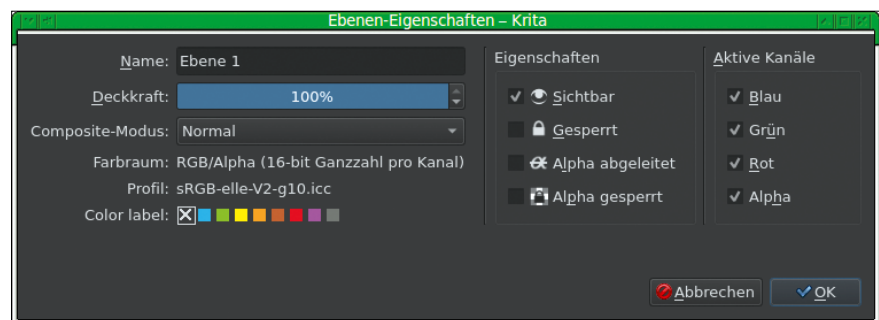 Ebenen-Eigenschaften – Krita
Name: Ebene 1
Deckkraft: 100%
Composite-Modus: Normal
Farbraum: RGB/Alpha (16-bit Ganzzahl pro Kanal)
Profil: sRGB-elle-V2-g10.icc
Color label:
Eigenschaften
Sichtbar
Gesperrt
Alpha abgeleitet
Alpha gesperrt
Aktive Kanäle
Blau
Grün
Rot
Alpha
Abbrechen
OK